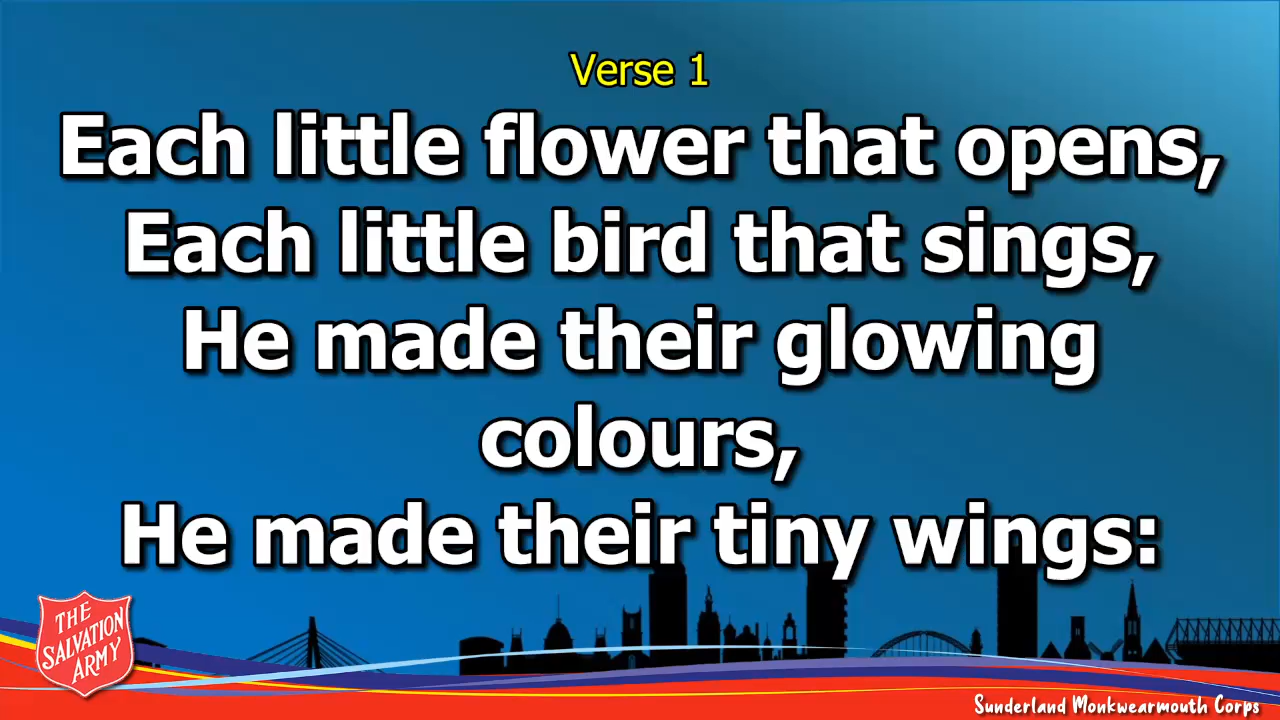 Verse 1
Each little flower that opens,
Each little bird that sings,
He made their glowing
colours,
He made their tiny wings:
THE
SALVATION
ARMY
Sunderland Monkwearmouth Corps